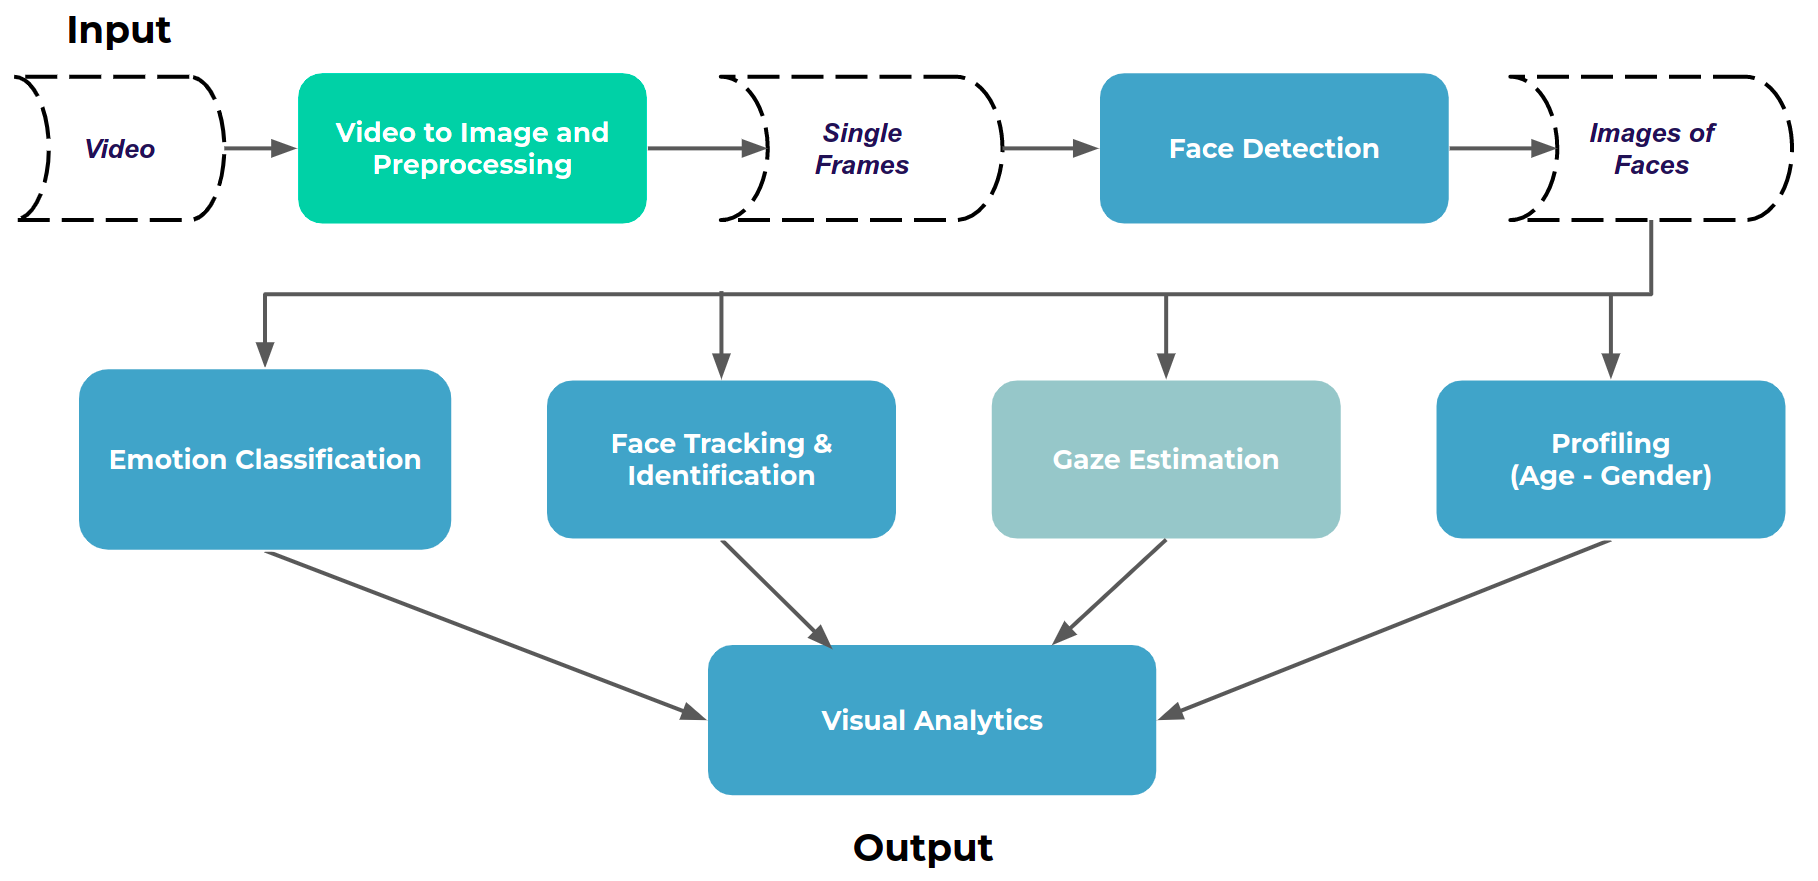 Input
Video
Video to Image and
Preprocessing
Single
Frames
Face Detection
Images of
Faces
Emotion Classification
Face Tracking &
Identification
Gaze Estimation
Profiling
(Age - Gender)
Visual Analytics
Output